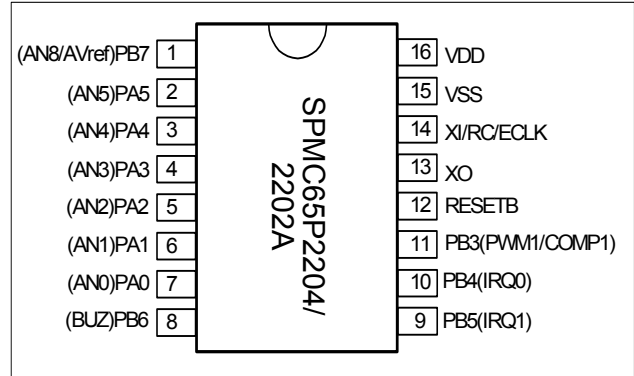 (AN8/AVref)PB7 1
(AN5)PA5 2
(AN4)PA4 3
(AN3)PA3 4
(AN2)PA2 5
(AN1)PA1 6
(AN0)PA0 7
(BUZ)PB6 8
SPMC65P2204/
2202A
16 VDD
15 VSS
14 XI/RC/ECLK
13 XO
12 RESETB
11 PB3(PWM1/COMP1)
10 PB4(IRQ0)
9 PB5(IRQ1)